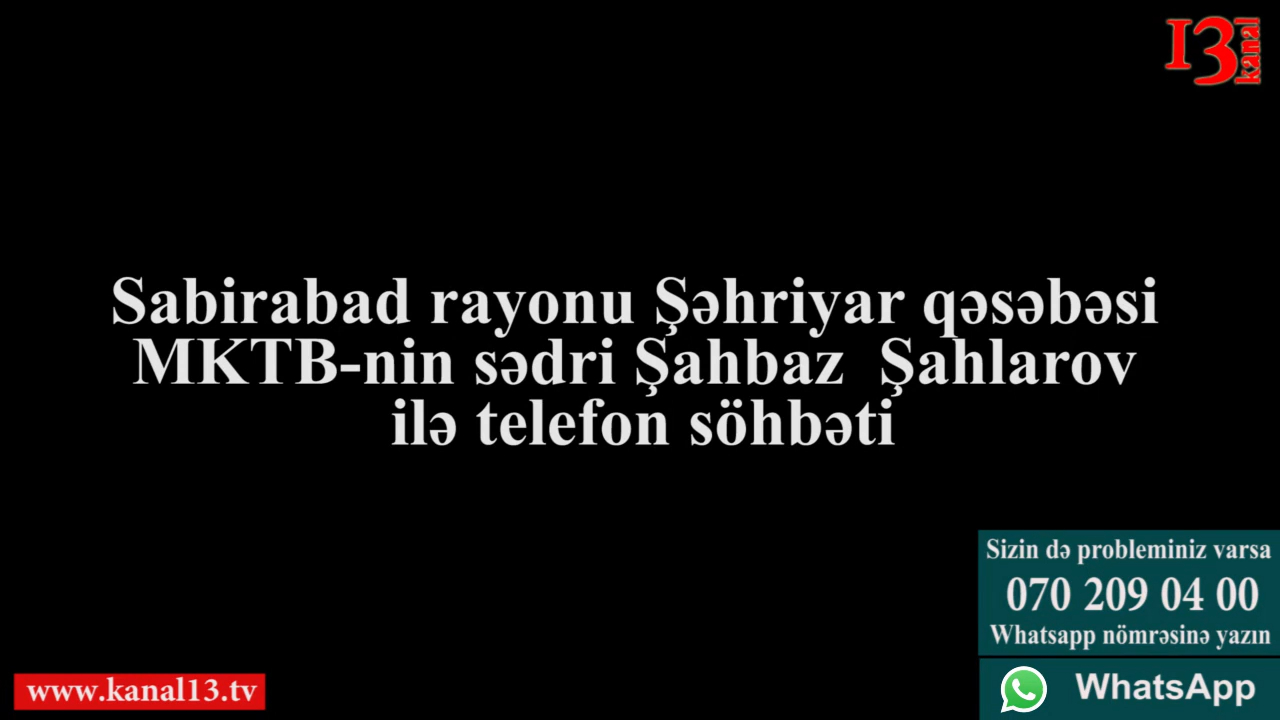 13 kanal
Sabirabad rayonu Şəhriyar qəsəbəsi
MKTB-nin sədri Şahbaz Şahlarov
ilə telefon söhbəti
Sizin də probleminiz varsa
070 209 04 00
Whatsapp nömrəsinə yazın
WhatsApp
www.kanal13.tv